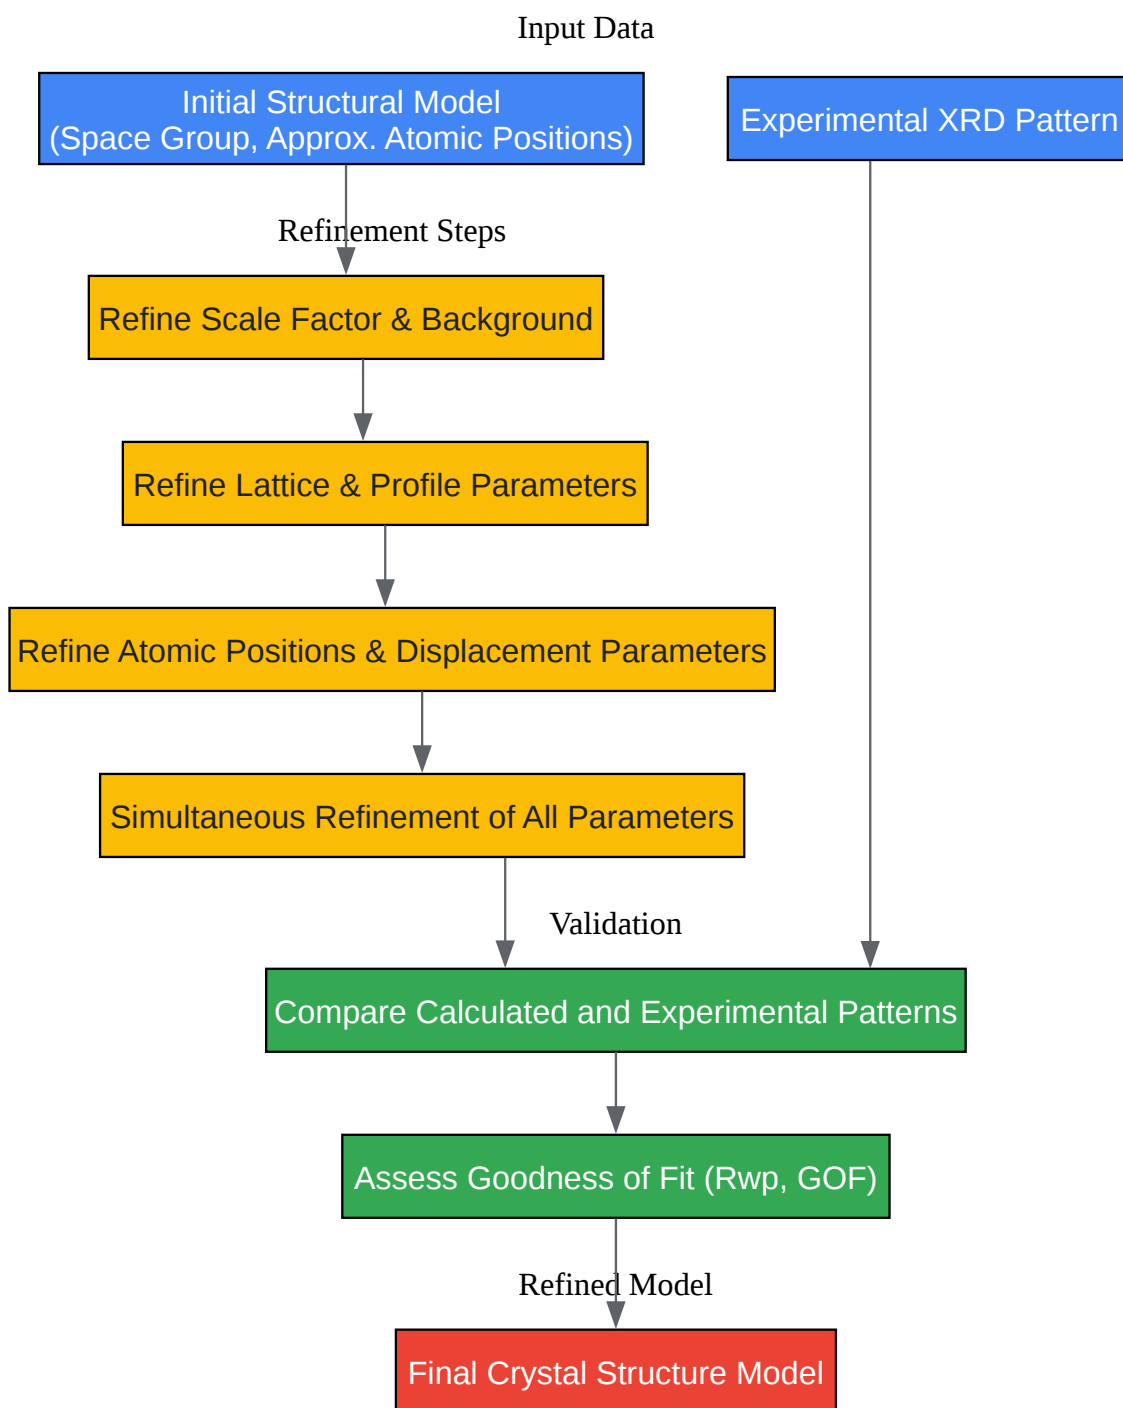 Input Data
Initial Structural Model
(Space Group, Approx. Atomic Positions)
Experimental XRD Pattern
Refinement Steps
Refine Scale Factor & Background
Refine Lattice & Profile Parameters
Refine Atomic Positions & Displacement Parameters
Simultaneous Refinement of All Parameters
Validation
Compare Calculated and Experimental Patterns
Assess Goodness of Fit (Rwp, GOF)
Refined Model
Final Crystal Structure Model